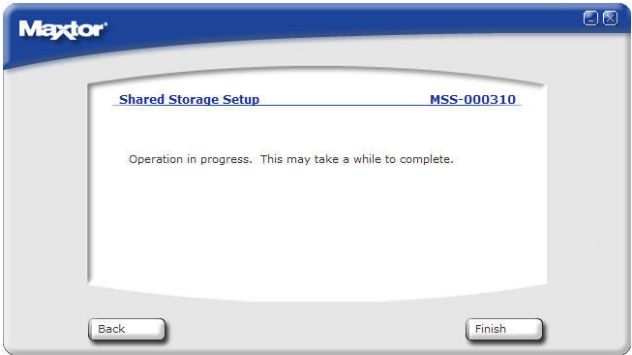 Maxtor
Shared Storage Setup MSS-000310
Operation in progress. This may take a while to complete.
Back Finish